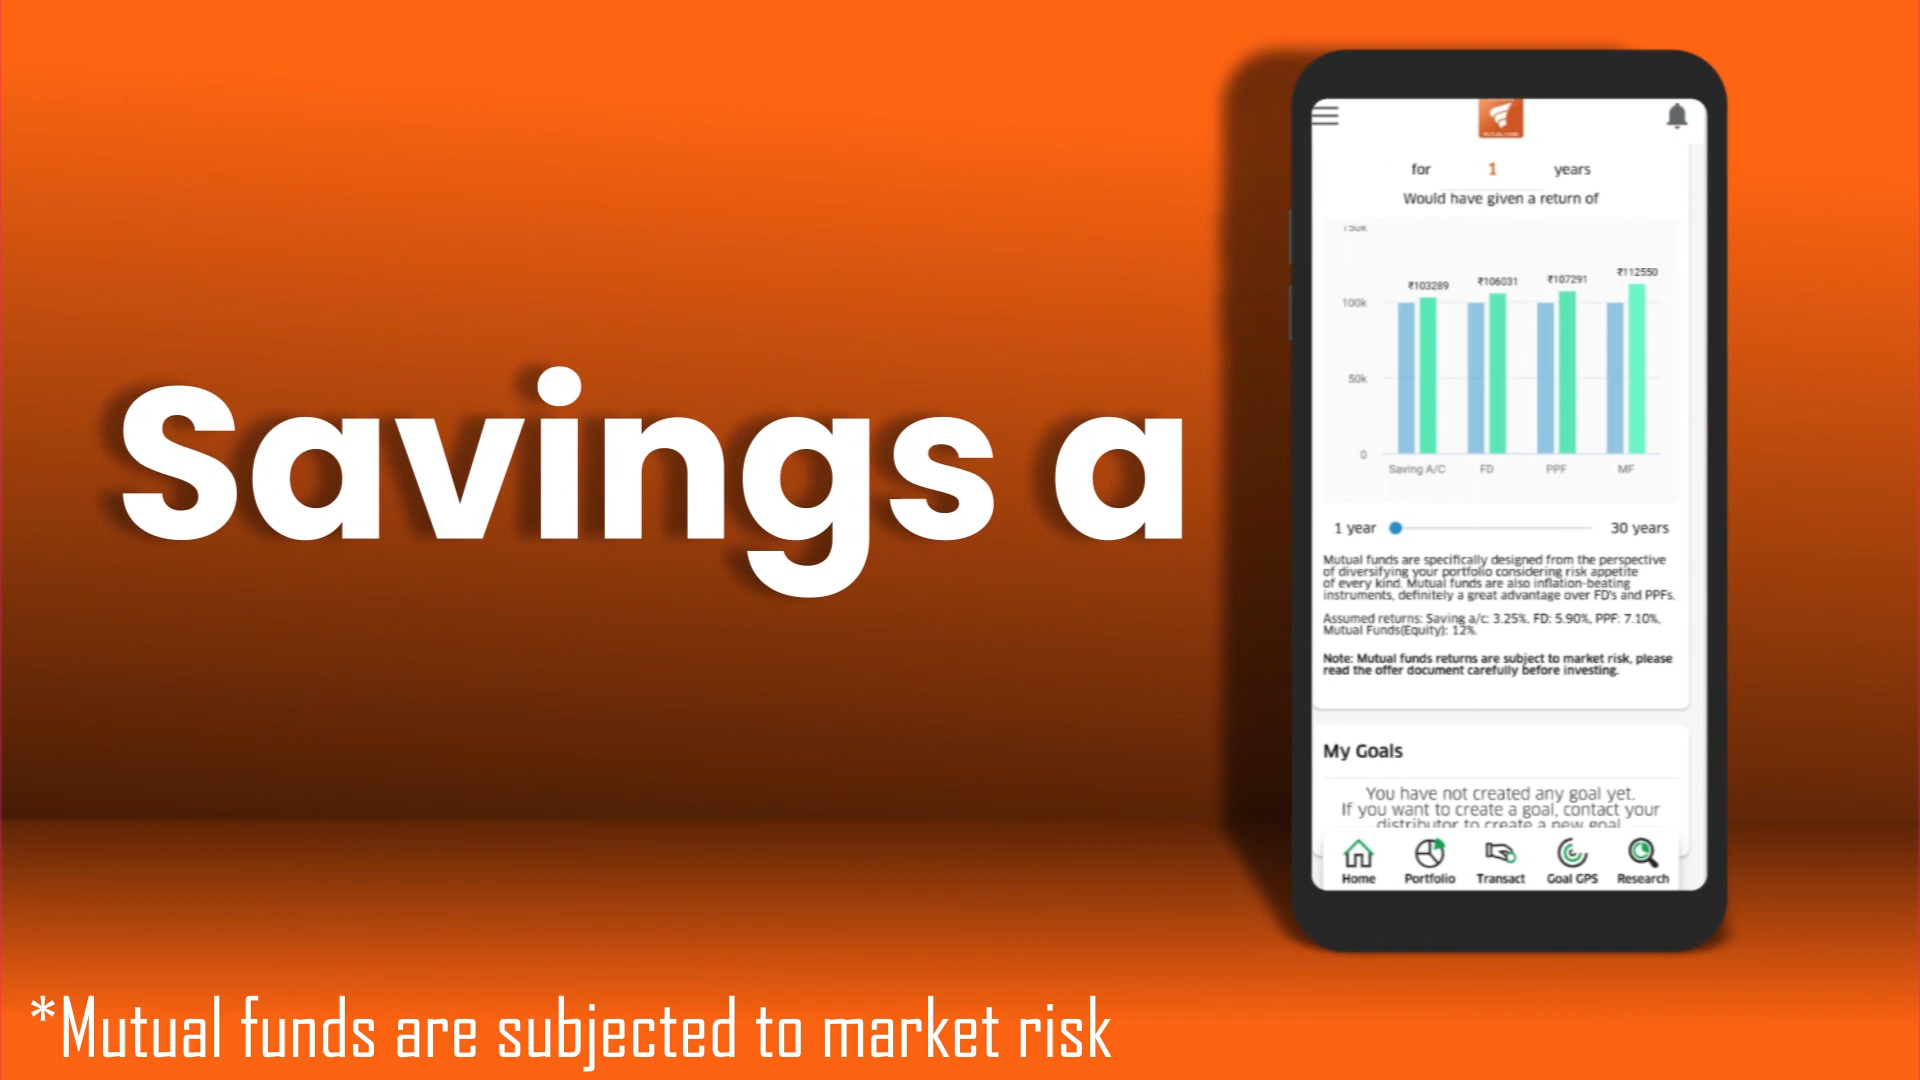 Savings a
for 1 years
Would have given a return of
150k
₹103289 ₹106031 ₹107291 ₹112550
100k
50k
0
Saving A/C FD PPF MF
1 year 30 years
Mutual funds are specifically designed from the perspective
of diversifying your portfolio considering risk appetite
of every kind. Mutual funds are also inflation-beating
instruments, definitely a great advantage over FD's and PPFs.
Assumed returns: Saving a/c: 3.25%, FD: 5.90%, PPF: 7.10%,
Mutual Funds(Equity): 12%.
Note: Mutual funds returns are subject to market risk, please
read the offer document carefully before investing.
My Goals
You have not created any goal yet.
If you want to create a goal, contact your
distributor to create a new goal
Home Portfolio Transact Goal GPS Research
*Mutual funds are subjected to market risk